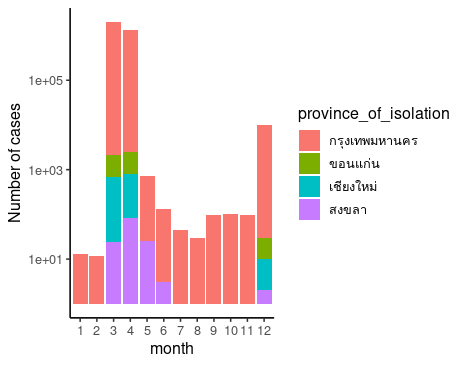 1e+05
1e+03
1e+01
Number of cases
1 2 3 4 5 6 7 8 9 10 11 12
month
province_of_isolation
กรุงเทพมหานคร
ขอนแก่น
เชียงใหม่
สงขลา